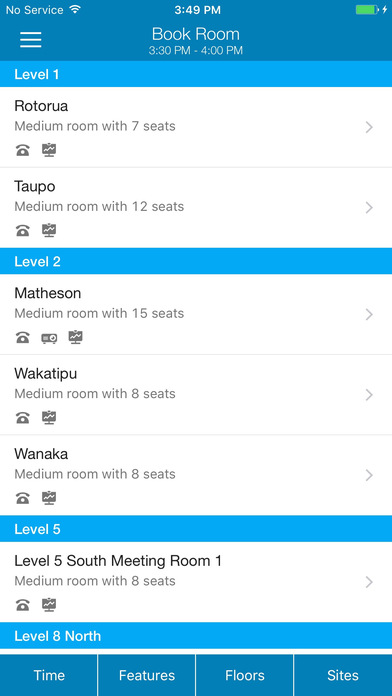 No Service 3:49 PM
Book Room
3:30 PM - 4:00 PM
Level 1
Rotorua
Medium room with 7 seats
Taupo
Medium room with 12 seats
Level 2
Matheson
Medium room with 15 seats
Wakatipu
Medium room with 8 seats
Wanaka
Medium room with 8 seats
Level 5
Level 5 South Meeting Room 1
Medium room with 8 seats
Level 8 North
Time Features Floors Sites